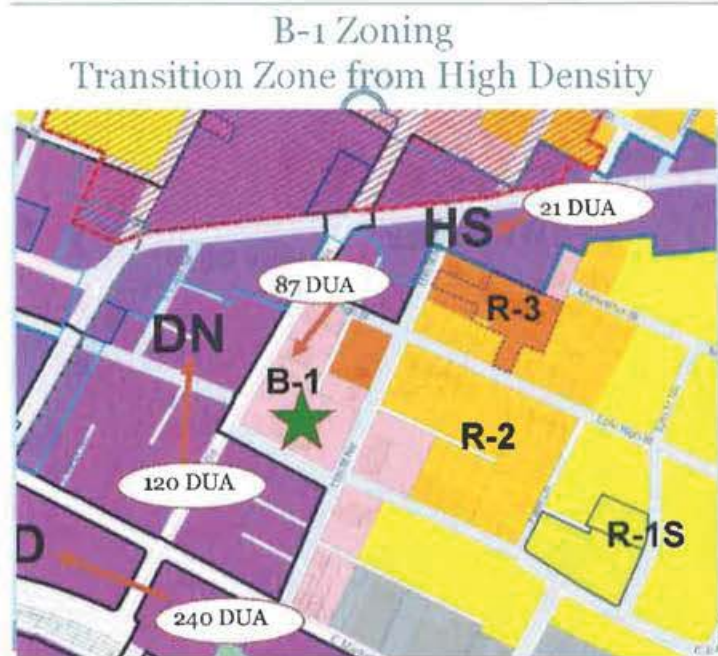 B-1 Zoning
Transition Zone from High Density
21 DUA
HS
87 DUA
R-3
DN
B-1
R-2
120 DUA
R-1S
D
240 DUA